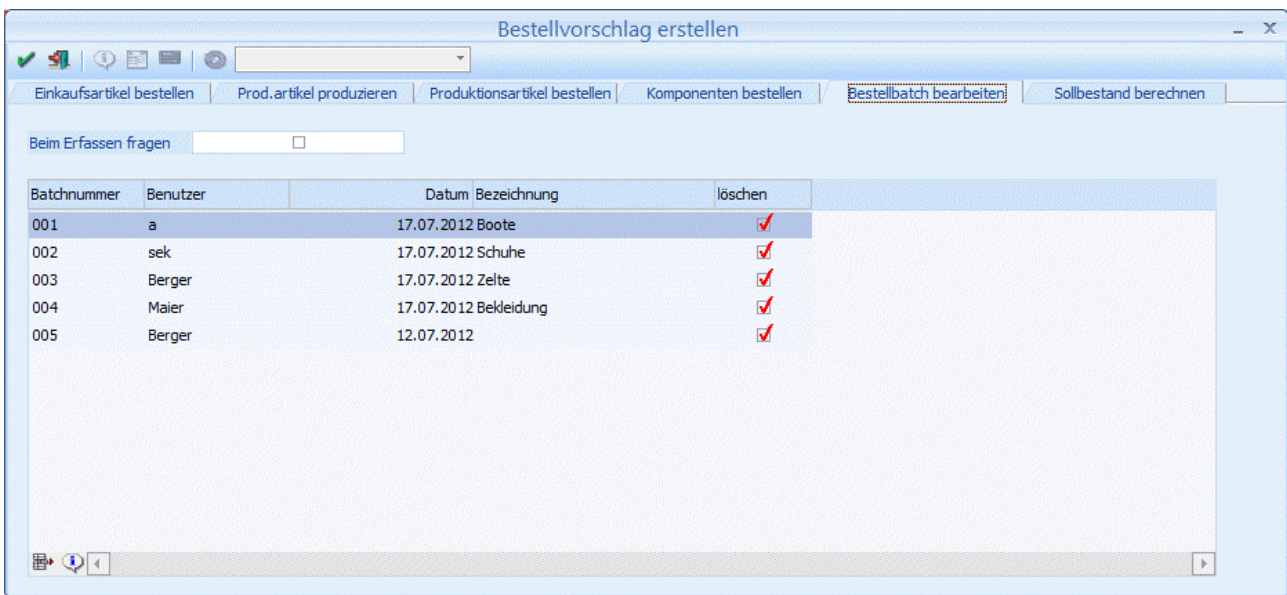 Bestellvorschlag erstellen
Einkaufsartikel bestellen Prod.artikel produzieren Produktionsartikel bestellen Komponenten bestellen Bestellbatch bearbeiten Sollbestand berechnen
Beim Erfassen fragen
Batchnummer Benutzer Datum Bezeichnung löschen
001 a 17.07.2012 Boote
002 sek 17.07.2012 Schuhe
003 Berger 17.07.2012 Zelte
004 Maier 17.07.2012 Bekleidung
005 Berger 12.07.2012